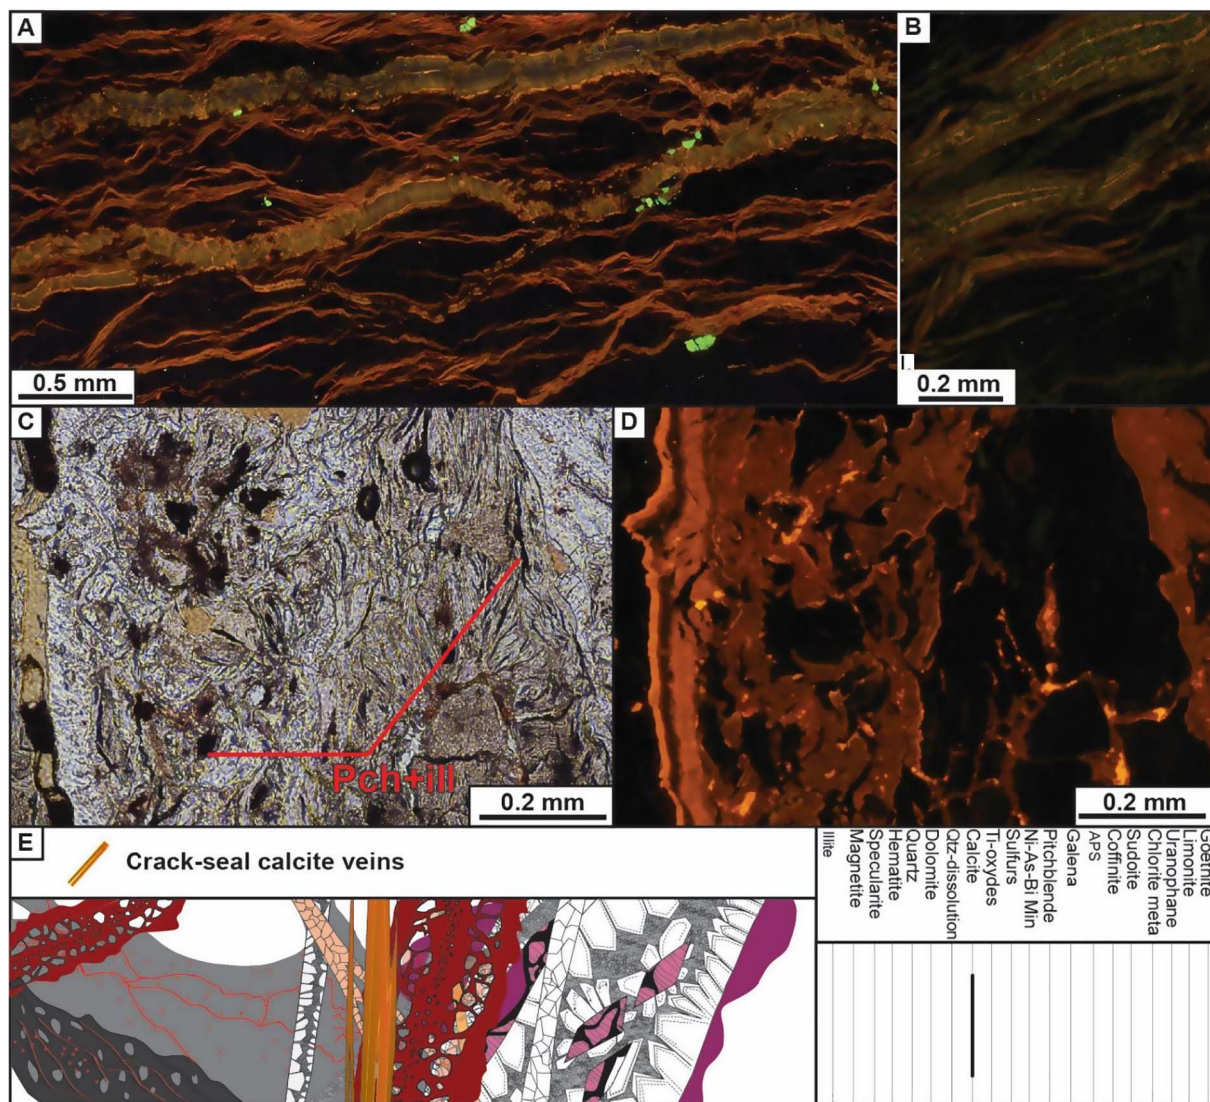 A
B
0.5 mm
0.2 mm
C
D
Pch+ill
0.2 mm
0.2 mm
E
Crack-seal calcite veins
Illite
Magnetite
Specularite
Hematite
Quartz
Dolomite
Qtz-dissolution
Calcite
Ti-oxydes
Sulfurs
Ni-As-Bi Min
Pitchblende
Galena
APS
Coffinite
Sudoite
Chlorite meta
Uranophane
Limonite
Goethite